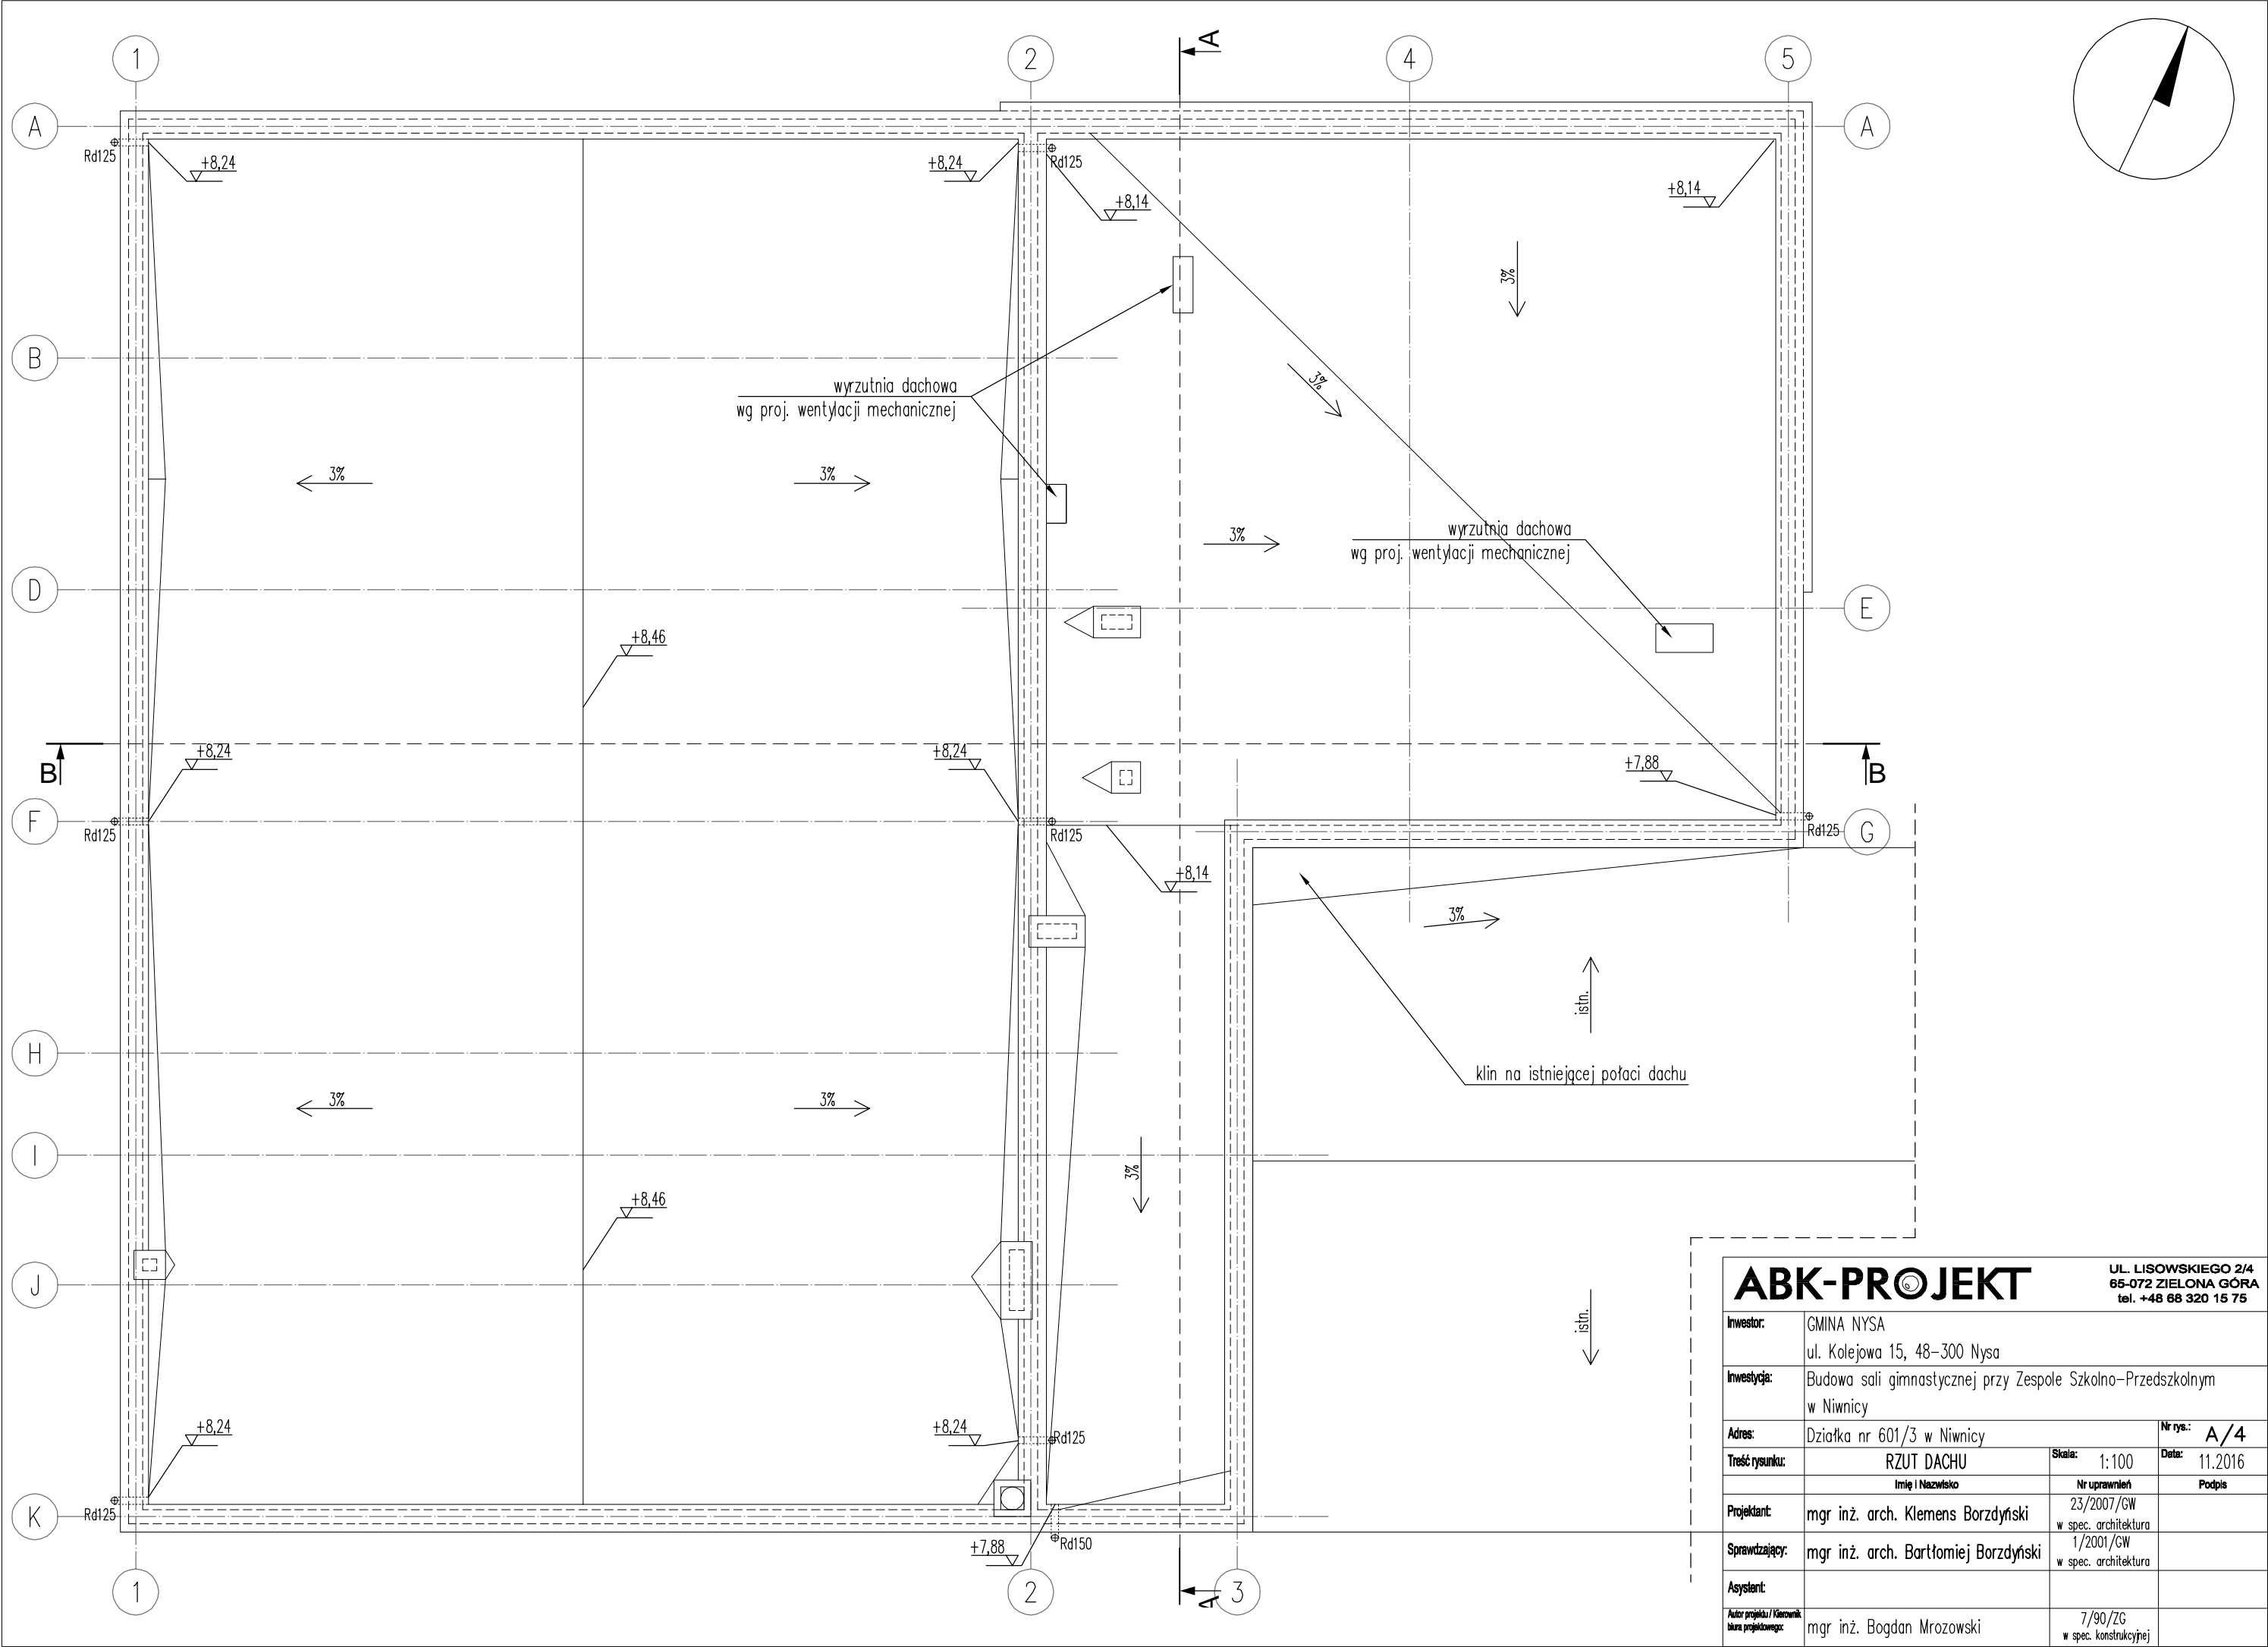 1
2
A
4
5
A
A
Rd125
+8,24
+8,24
Rd125
+8,14
+8,14
3%
B
wyrzutnia dachowa
wg proj. wentylacji mechanicznej
3%
3%
3%
3%
wyrzutnia dachowa
wg proj. wentylacji mechanicznej
D
E
+8,46
B
+8,24
+8,24
+7,88
B
F
Rd125
Rd125
Rd125
G
+8,14
3%
istn.
H
klin na istniejącej połaci dachu
3%
3%
I
3%
+8,46
J
istn.
+8,24
+8,24
Rd125
K
Rd125
+7,88
Rd150
1
2
A
3
ABK-PROJEKT
UL. LISOWSKIEGO 2/4
65-072 ZIELONA GÓRA
tel. +48 68 320 15 75
Inwestor:
GMINA NYSA
ul. Kolejowa 15, 48-300 Nysa
Inwestycja:
Budowa sali gimnastycznej przy Zespole Szkolno-Przedszkolnym
w Niwnicy
Adres:
Działka nr 601/3 w Niwnicy
Nr rys.:
A/4
Treść rysunku:
RZUT DACHU
Skala:
1:100
Data:
11.2016
Imię i Nazwisko
Nr uprawnień
Podpis
Projektant:
mgr inż. arch. Klemens Borzdyński
23/2007/GW
w spec. architektura
Sprawdzający:
mgr inż. arch. Bartłomiej Borzdyński
1/2001/GW
w spec. architektura
Asystent:
Autor projektu / Kierownik
biura projektowego:
mgr inż. Bogdan Mrozowski
7/90/ZG
w spec. konstrukcyjnej